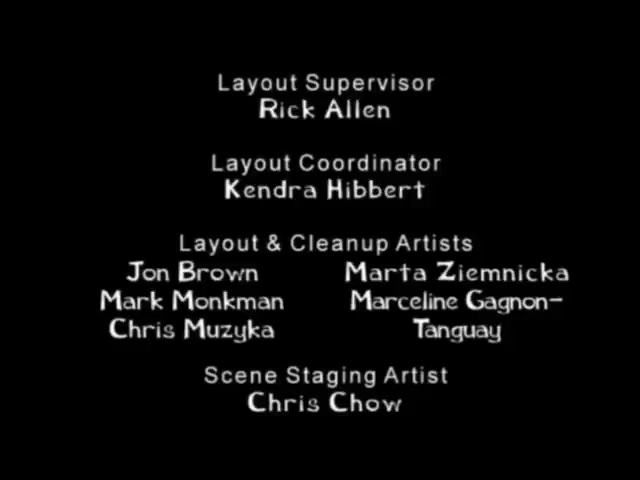 Layout Supervisor
Rick Allen
Layout Coordinator
Kendra Hibbert
Layout & Cleanup Artists
Jon Brown
Mark Monkman
Chris Muzyka
Marta Ziemnicka
Marceline Gagnon-
Tanguay
Scene Staging Artist
Chris Chow